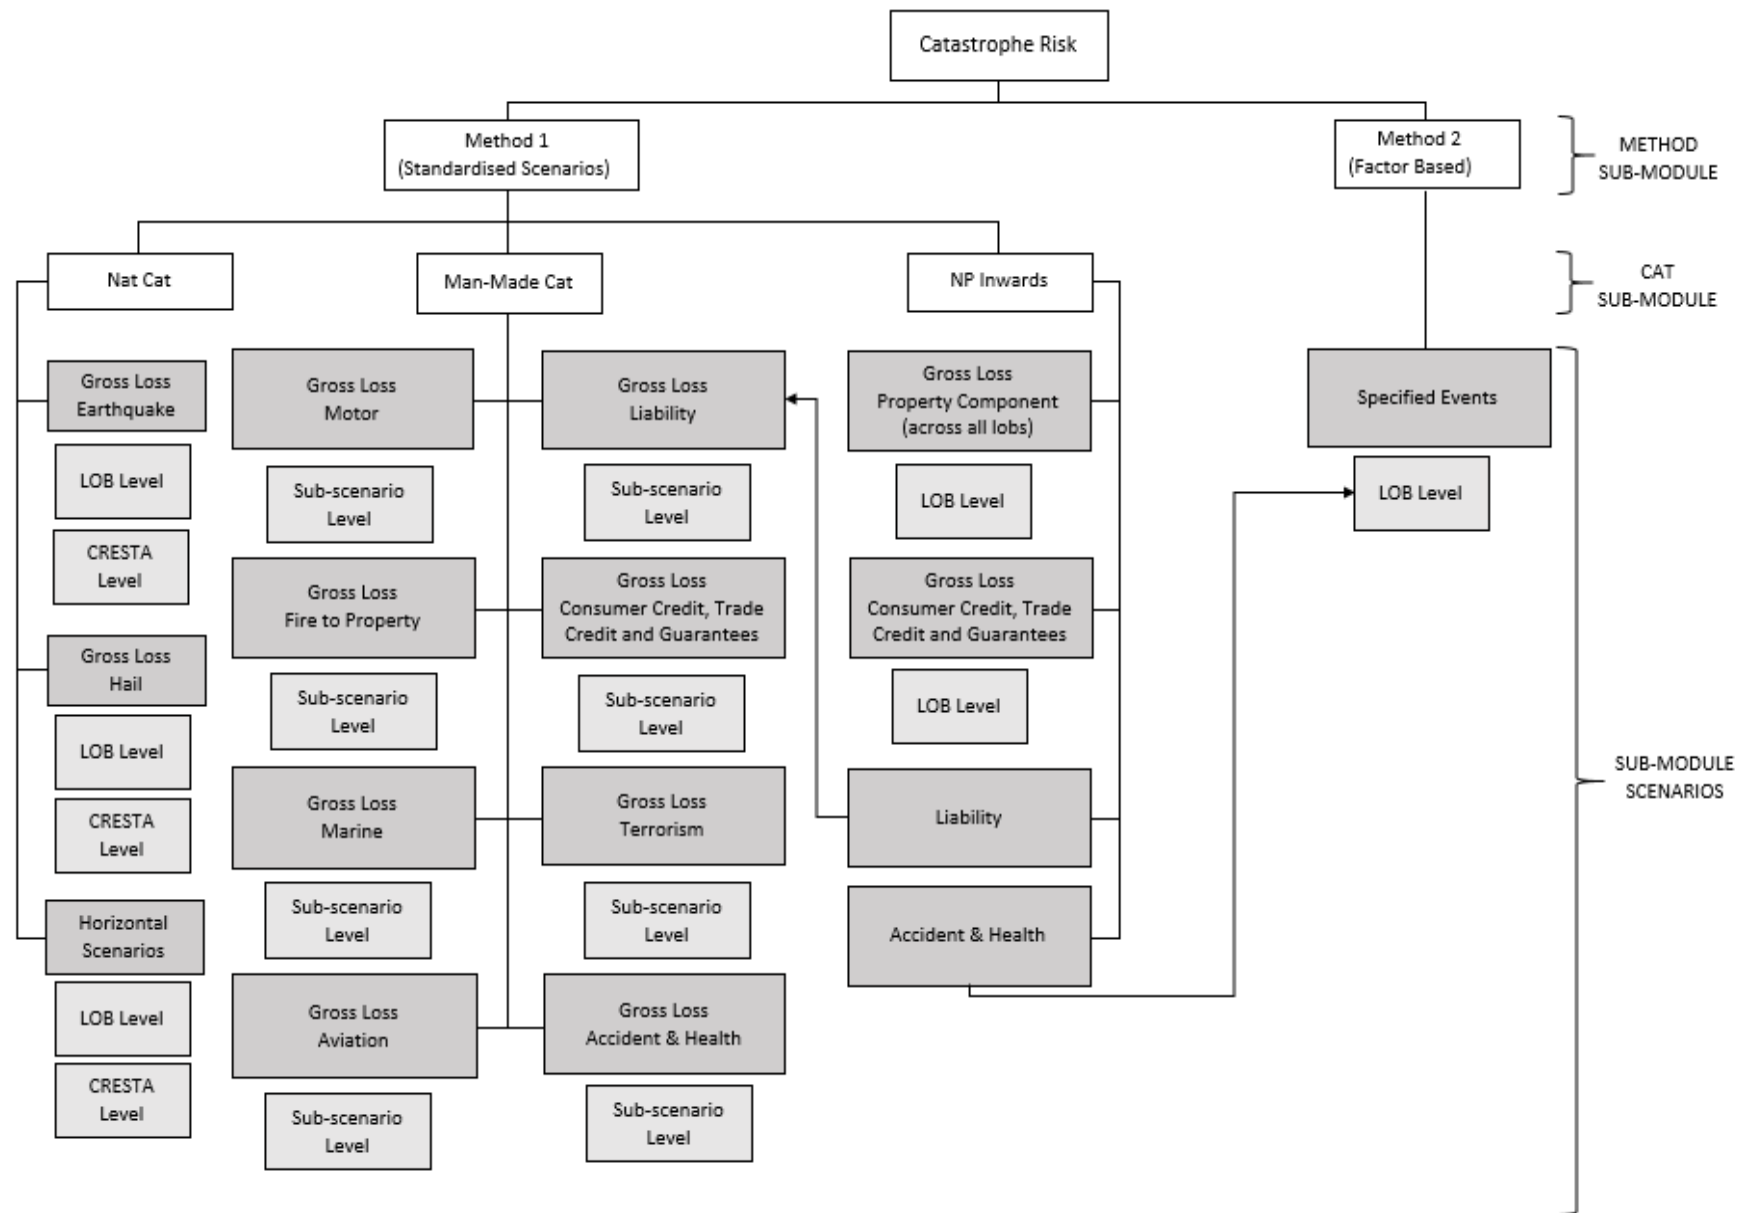 Catastrophe Risk
Method 1
(Standardised Scenarios)
Method 2
(Factor Based)
METHOD
SUB-MODULE
Nat Cat
Man-Made Cat
NP Inwards
CAT
SUB-MODULE
Gross Loss
Earthquake
LOB Level
CRESTA
Level
Gross Loss
Hail
LOB Level
CRESTA
Level
Horizontal
Scenarios
LOB Level
CRESTA
Level
Gross Loss
Motor
Sub-scenario
Level
Gross Loss
Fire to Property
Sub-scenario
Level
Gross Loss
Marine
Sub-scenario
Level
Gross Loss
Aviation
Sub-scenario
Level
Gross Loss
Liability
Sub-scenario
Level
Gross Loss
Consumer Credit, Trade
Credit and Guarantees
Sub-scenario
Level
Gross Loss
Terrorism
Sub-scenario
Level
Gross Loss
Accident & Health
Sub-scenario
Level
Gross Loss
Property Component
(across all lobs)
LOB Level
Gross Loss
Consumer Credit, Trade
Credit and Guarantees
LOB Level
Liability
Accident & Health
Specified Events
LOB Level
SUB-MODULE
SCENARIOS